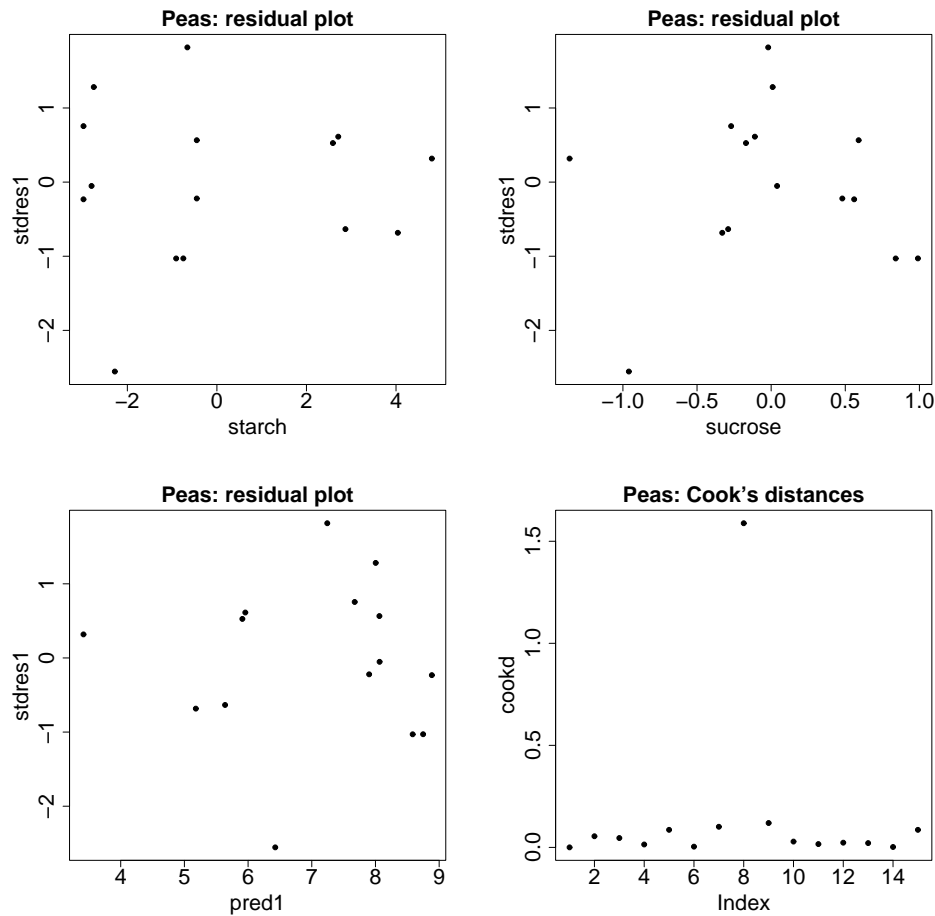 Peas: residual plot
stdres1
1
0
−1
−2
−2 0 2 4
starch
Peas: residual plot
stdres1
1
0
−1
−2
−1.0 −0.5 0.0 0.5 1.0
sucrose
Peas: residual plot
stdres1
1
0
−1
−2
4 5 6 7 8 9
pred1
Peas: Cook's distances
cookd
1.5
1.0
0.5
0.0
2 4 6 8 10 12 14
Index